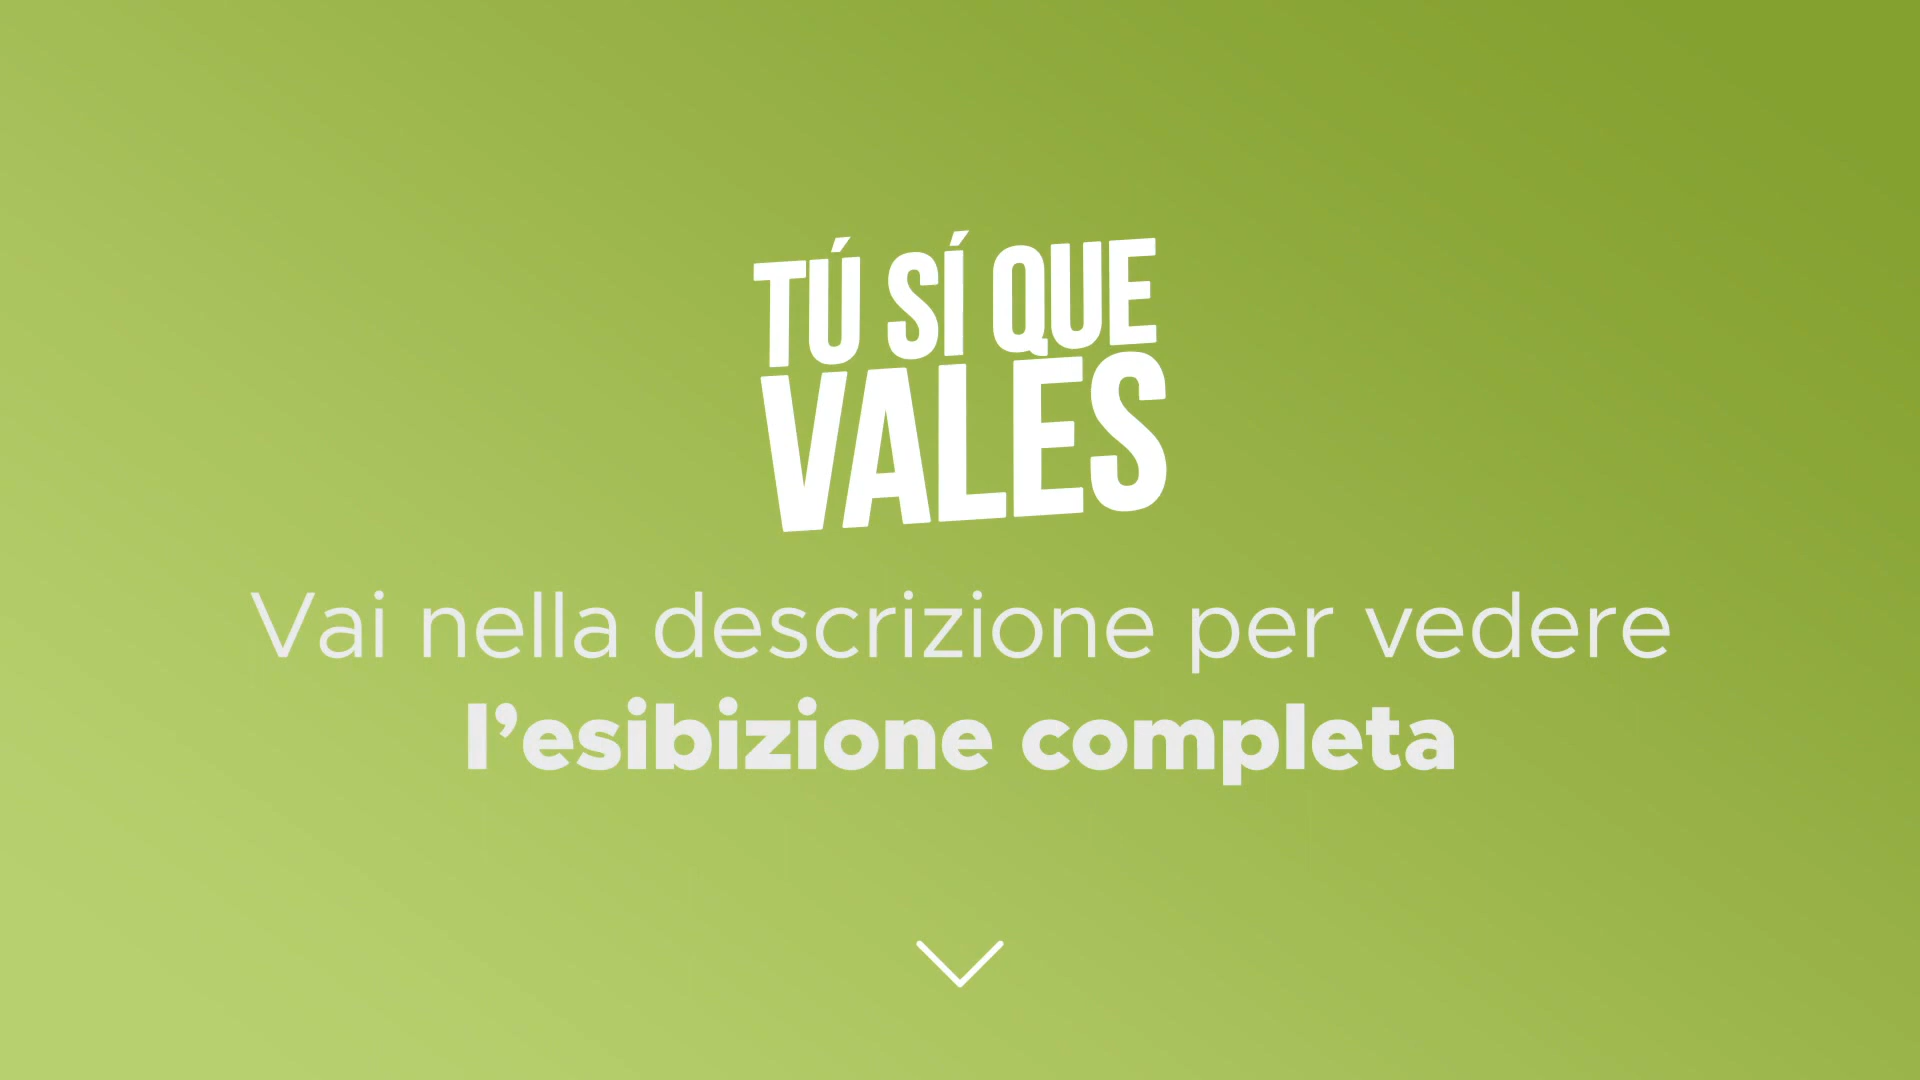 TÚ SÍ QUE
VALES
Vai nella descrizione per vedere
l’esibizione completa